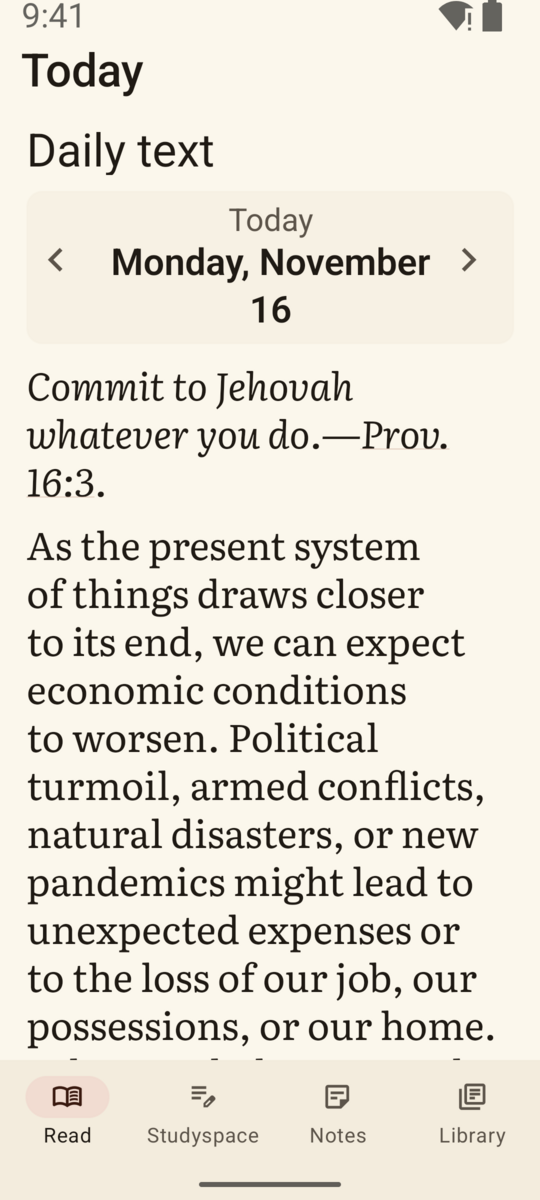 9:41
Today
Daily text
Today
Monday, November
16
Commit to Jehovah
whatever you do.—Prov.
16:3.
As the present system
of things draws closer
to its end, we can expect
economic conditions
to worsen. Political
turmoil, armed conflicts,
natural disasters, or new
pandemics might lead to
unexpected expenses or
to the loss of our job, our
possessions, or our home.
Read
Studyspace
Notes
Library